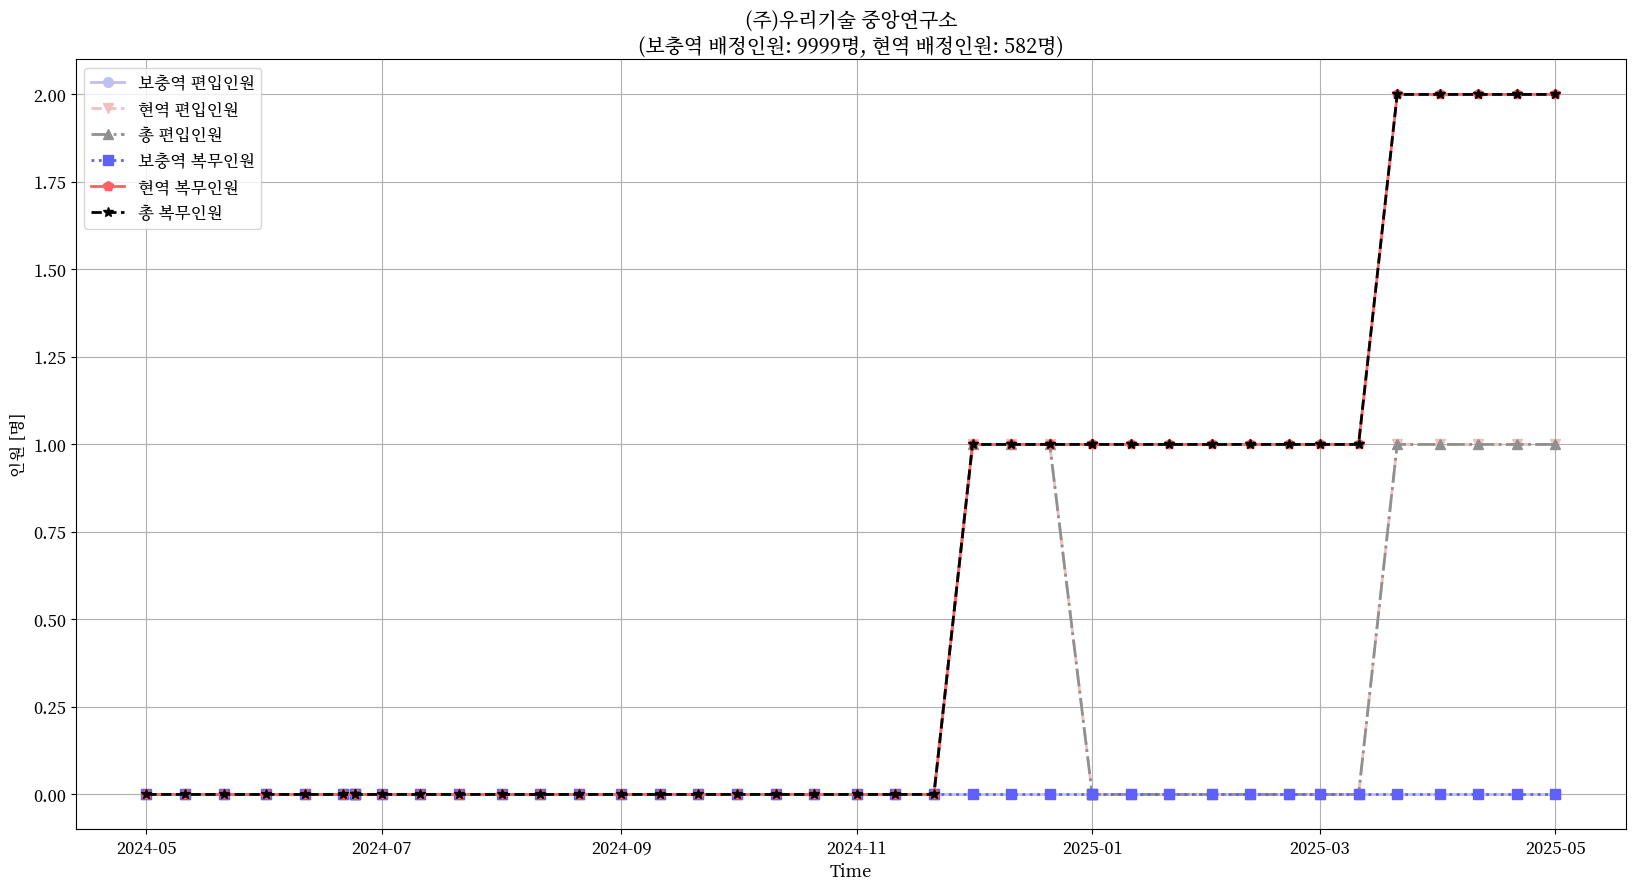 (주)우리기술 중앙연구소
(보충역 배정인원: 9999명, 현역 배정인원: 582명)
보충역 편입인원
현역 편입인원
총 편입인원
보충역 복무인원
현역 복무인원
총 복무인원
2.00
1.75
1.50
1.25
1.00
0.75
0.50
0.25
0.00
인원 [명]
2024-05 2024-07 2024-09 2024-11 2025-01 2025-03 2025-05
Time